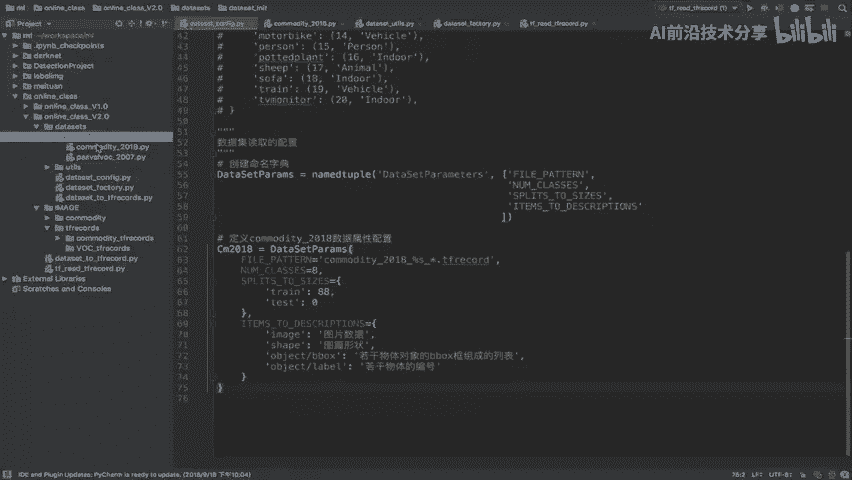 iml online_class online_class_V2.0 datasets dataset_init tf_read_tfrecord (1)
Project dataset_config.py commodity_2018.py dataset_utils.py dataset_factory.py tf_read_tfrecord.py
AI前沿技术分享 bilibili
iml
.ipynb_checkpoints
darknet
DetectionProject
labelimg
meituan
online_class
online_class_V1.0
online_class_V2.0
datasets
commodity_2018.py
pascalvoc_2007.py
utils
dataset_config.py
dataset_factory.py
dataset_to_tfrecords.py
IMAGE
commodity
tfrecords
commodity_tfrecords
VOC_tfrecords
dataset_to_tfrecord.py
tf_read_tfrecord.py
External Libraries
Scratches and Consoles
42 # 'motorbike': (14, 'Vehicle'),
43 # 'person': (15, 'Person'),
44 # 'pottedplant': (16, 'Indoor'),
45 # 'sheep': (17, 'Animal'),
46 # 'sofa': (18, 'Indoor'),
47 # 'train': (19, 'Vehicle'),
48 # 'tvmonitor': (20, 'Indoor'),
49 # }
50
51 """
52 数据集读取的配置
53 """
54 # 创建命名字典
55 DataSetParams = namedtuple('DataSetParameters', ['FILE_PATTERN',
56 'NUM_CLASSES',
57 'SPLITS_TO_SIZES',
58 'ITEMS_TO_DESCRIPTIONS'
59 ])
60
61 # 定义commodity_2018数据属性配置
62 Cm2018 = DataSetParams(
63 FILE_PATTERN='commodity_2018_%s_*.tfrecord',
64 NUM_CLASSES=8,
65 SPLITS_TO_SIZES={
66 'train': 88,
67 'test': 0
68 },
69 ITEMS_TO_DESCRIPTIONS={
70 'image': '图片数据',
71 'shape': '图篇形状',
72 'object/bbox': '若干物体对象的bbox框组成的列表',
73 'object/label': '若干物体的编号'
74 }
75 )
76
IDE and Plugin Updates: PyCharm is ready to update. (2018/9/18 下午10:04) 75:2 LF: UTF-8: